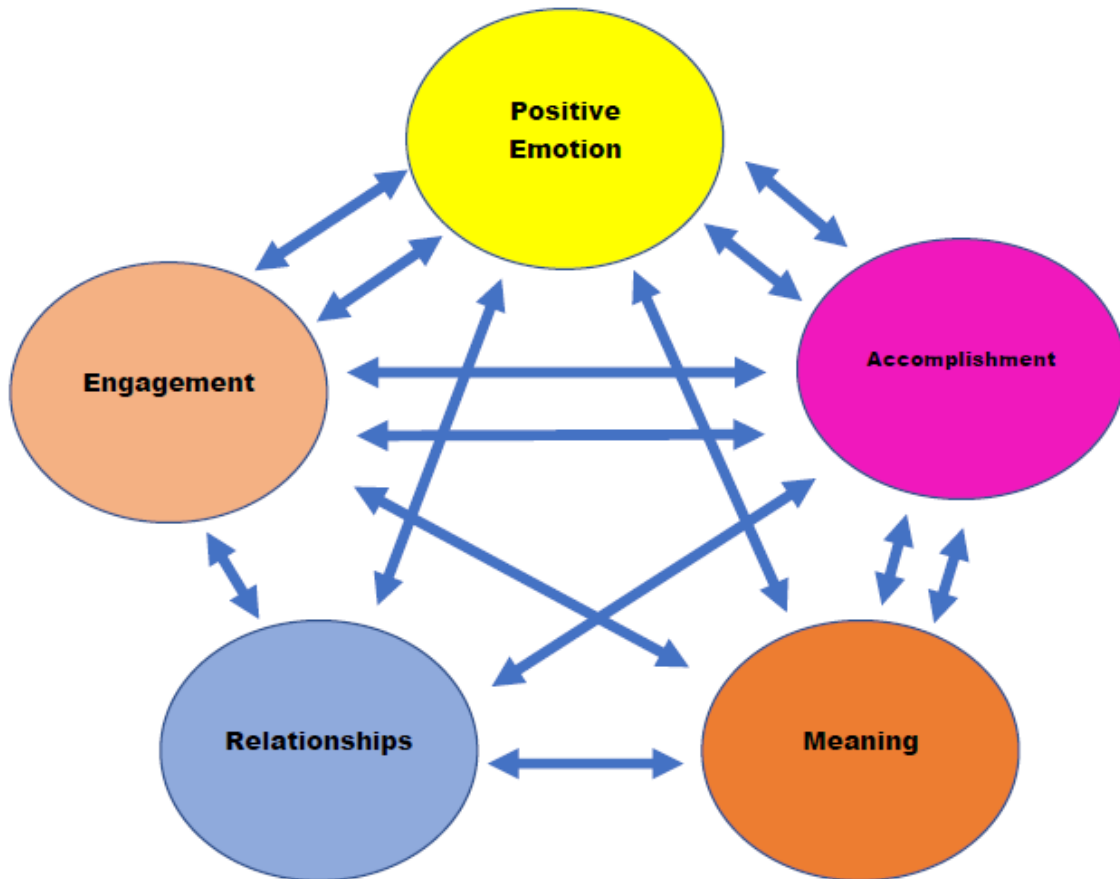 Positive
Emotion
Engagement
Accomplishment
Relationships
Meaning